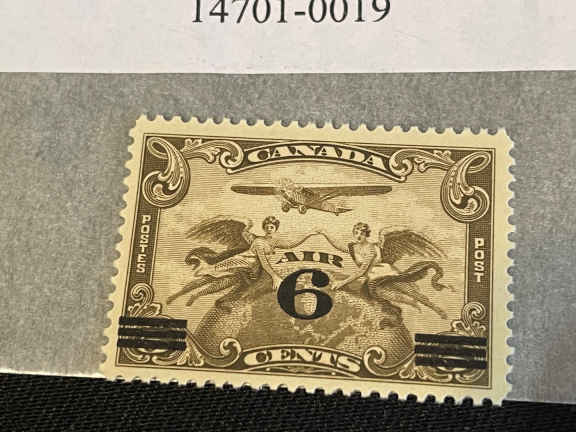 14701-0019
CANADA
POSTES
POST
AIR
6
CENTS